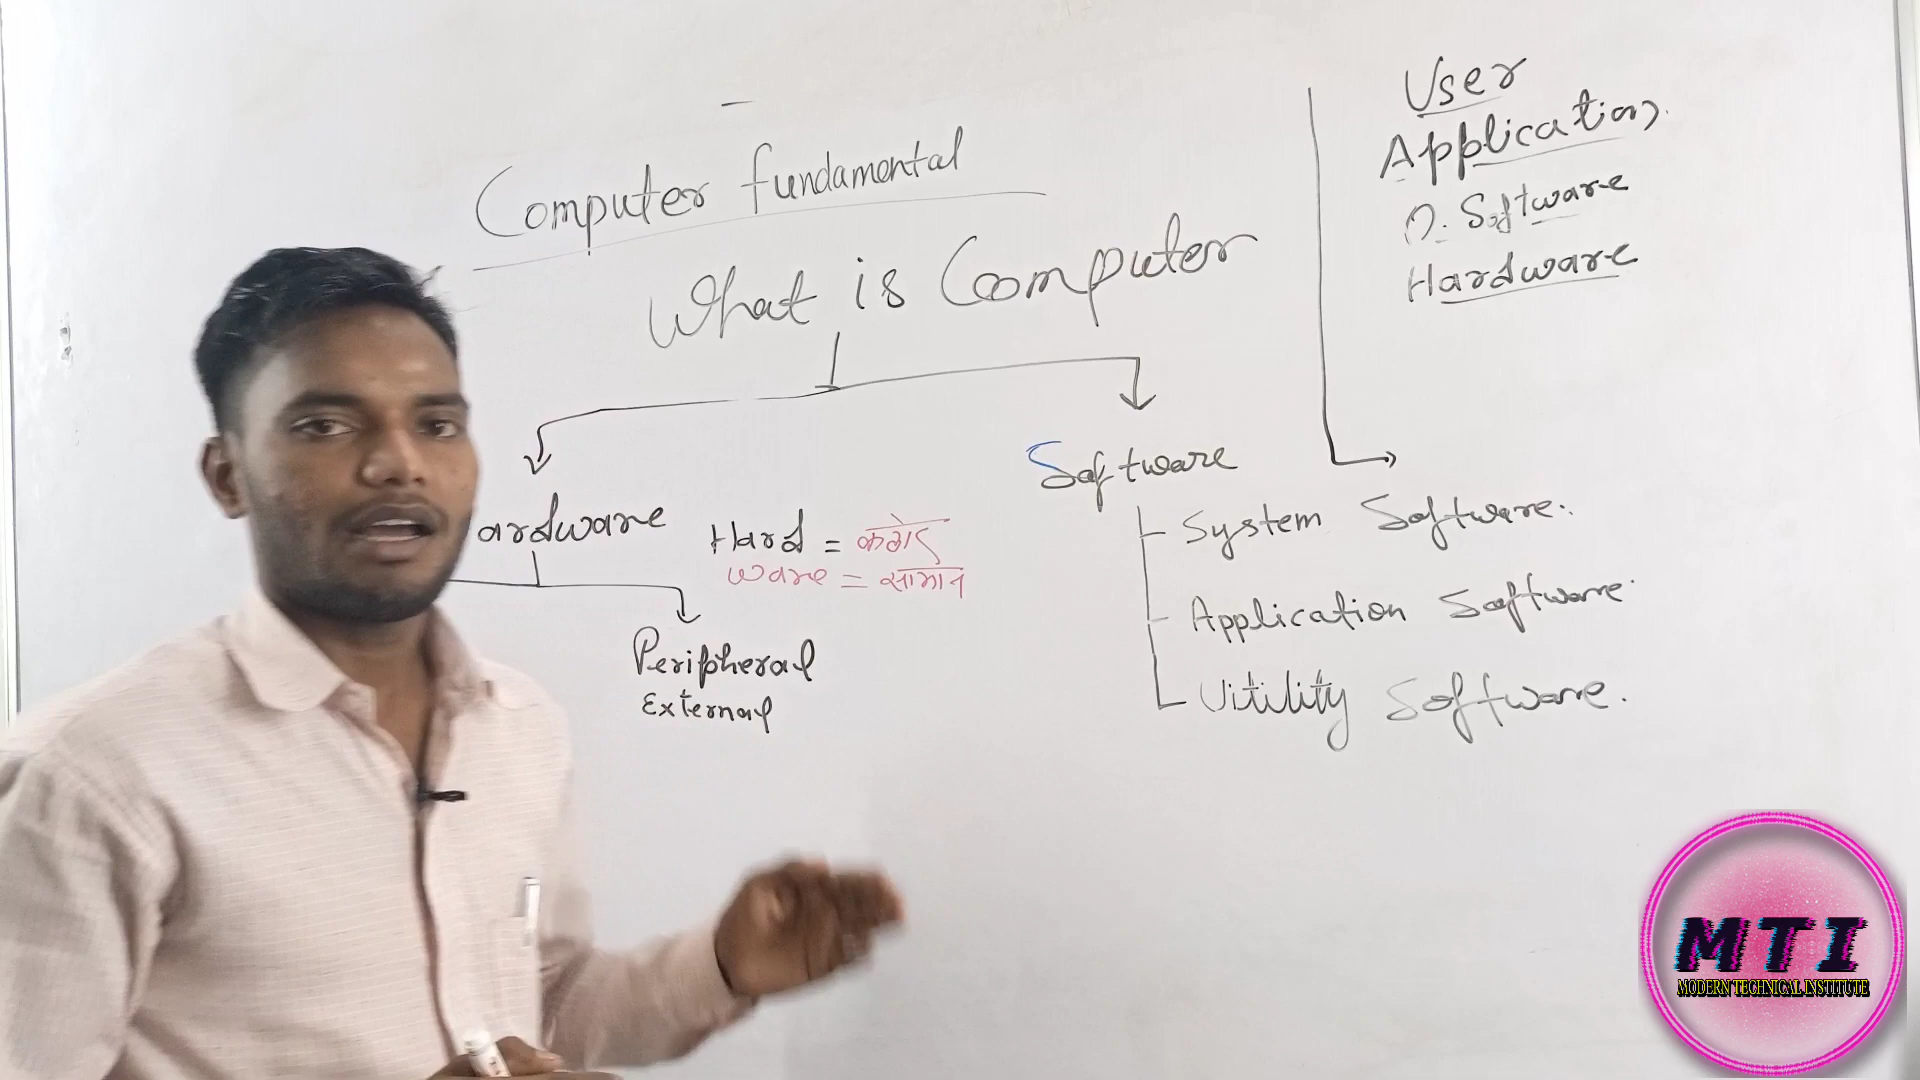 Computer fundamental
What is Computer
ardware
Hard = कठोर
ware = सामान
Peripheral
External
Software
System Software.
Application Software.
Uitility Software.
User
Application
O. Software
Hardware
MTI
MODERN TECHNICAL INSTITUTE